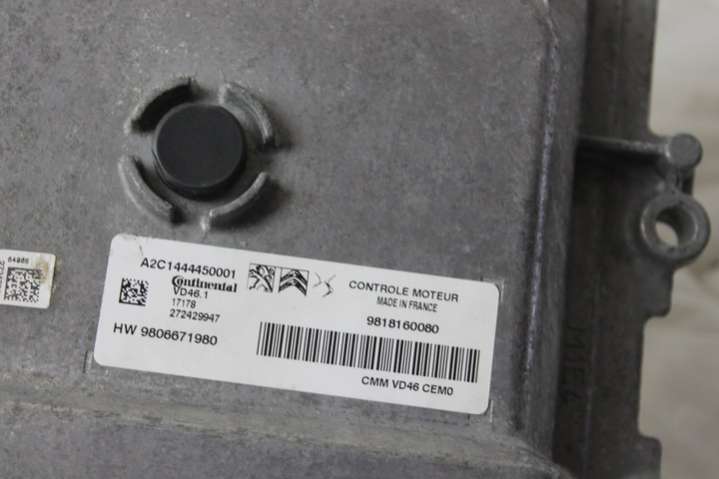 A2C1444450001
Continental
VD46.1
17178
272429947
HW 9806671980
CONTROLE MOTEUR
MADE IN FRANCE
9818160080
CMM VD46 CEM0